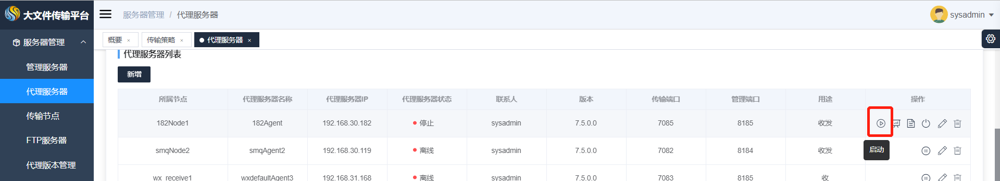 大文件传输平台
服务器管理 / 代理服务器
sysadmin
服务器管理
管理服务器
代理服务器
传输节点
FTP服务器
代理版本管理
概要 × 传输策略 × 代理服务器 ×
代理服务器列表
新增
所属节点 代理服务器名称 代理服务器IP 代理服务器状态 联系人 版本 传输端口 管理端口 用途 操作
182Node1 182Agent 192.168.30.182 停止 sysadmin 7.5.0.0 7085 8185 收发
smqNode2 smqAgent2 192.168.30.119 离线 sysadmin 7.5.0.0 7082 8184 收发
启动
wx_receive1 wxdefaultAgent3 192.168.31.168 离线 sysadmin 7.5.0.0 7083 8185 收